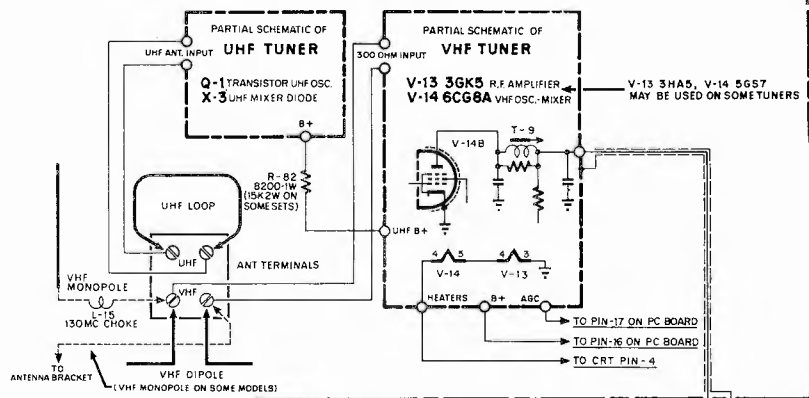 PARTIAL SCHEMATIC OF
UHF TUNER
UHF ANT. INPUT
Q-1 TRANSISTOR UHF OSC.
X-3 UHF MIXER DIODE
B+
PARTIAL SCHEMATIC OF
VHF TUNER
300 OHM INPUT
V-13 3GK5 R.F. AMPLIFIER
V-14 6CG8A VHF OSC.-MIXER
V-13 3HA5, V-14 5GS7
MAY BE USED ON SOME TUNERS
V-14B
T-9
R-82
8200-1W
(15K2W ON
SOME SETS)
UHF LOOP
UHF B+
UHF
ANT TERMINALS
VHF
VHF
MONOPOLE
L-15
130MC CHOKE
4 5
V-14
4 3
V-13
HEATERS
B+
AGC
TO PIN-17 ON PC BOARD
TO PIN-16 ON PC BOARD
TO CRT PIN-4
TO
ANTENNA BRACKET
VHF DIPOLE
(VHF MONOPOLE ON SOME MODELS)